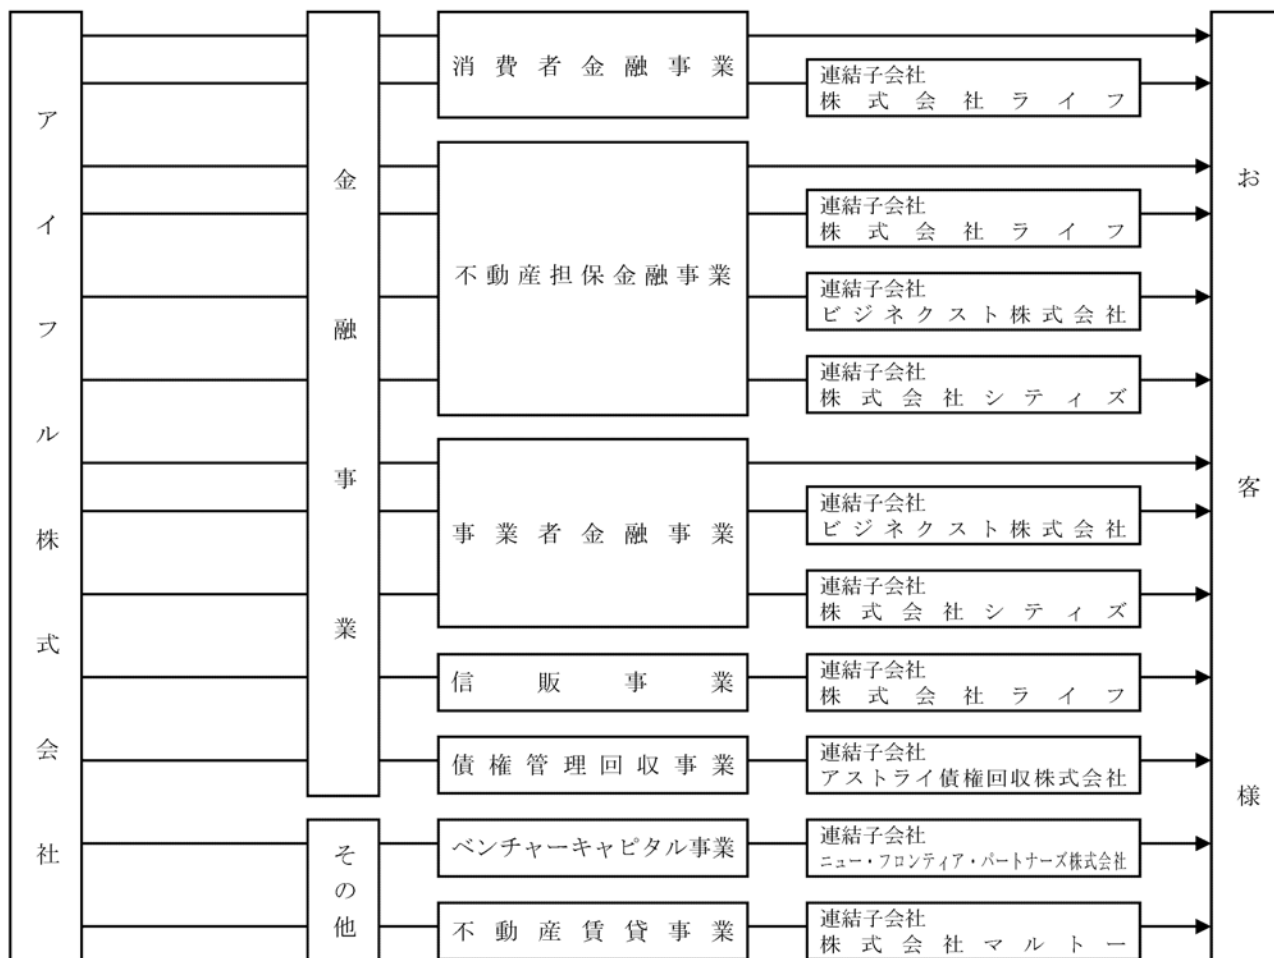 アイフル株式会社
金融事業
消費者金融事業
連結子会社
株式会社ライフ
不動産担保金融事業
連結子会社
株式会社ライフ
連結子会社
ビジネクスト株式会社
連結子会社
株式会社シティズ
事業者金融事業
連結子会社
ビジネクスト株式会社
連結子会社
株式会社シティズ
信販事業
連結子会社
株式会社ライフ
債権管理回収事業
連結子会社
アストライ債権回収株式会社
その他
ベンチャーキャピタル事業
連結子会社
ニュー・フロンティア・パートナーズ株式会社
不動産賃貸事業
連結子会社
株式会社マルトー
お客様